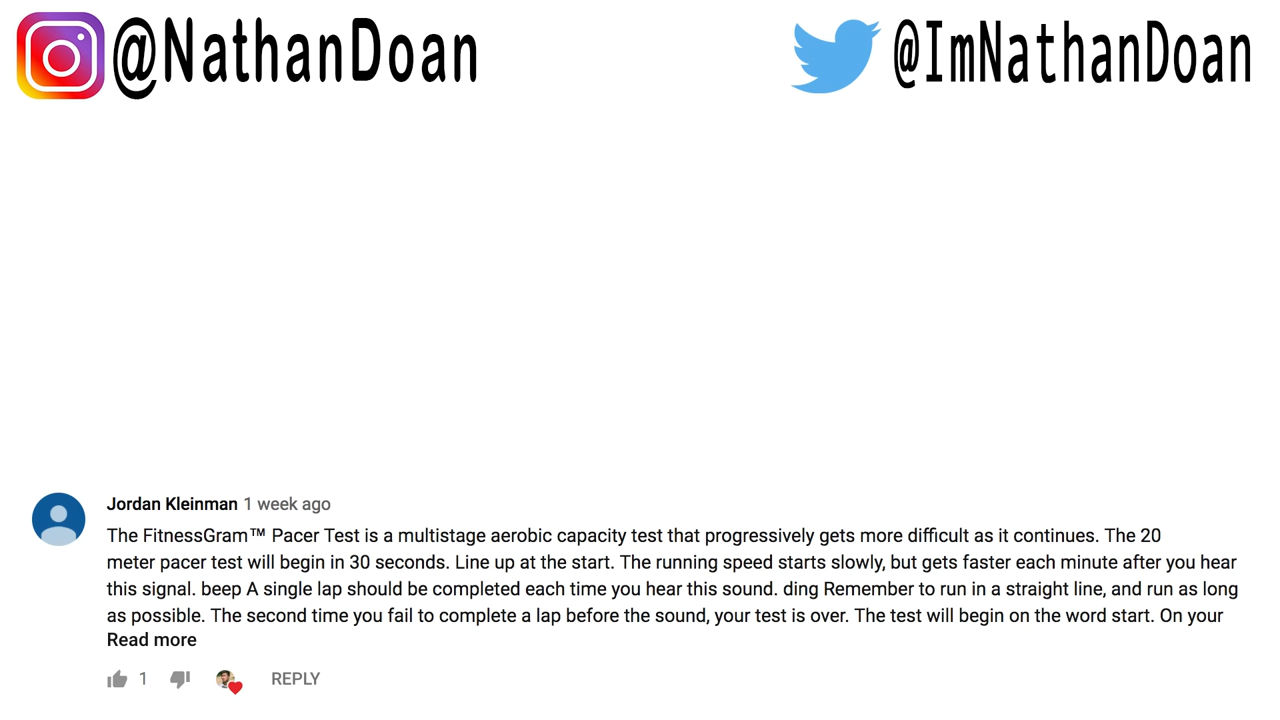 @NathanDoan
@ImNathanDoan
Jordan Kleinman 1 week ago
The FitnessGram™ Pacer Test is a multistage aerobic capacity test that progressively gets more difficult as it continues. The 20
meter pacer test will begin in 30 seconds. Line up at the start. The running speed starts slowly, but gets faster each minute after you hear
this signal. beep A single lap should be completed each time you hear this sound. ding Remember to run in a straight line, and run as long
as possible. The second time you fail to complete a lap before the sound, your test is over. The test will begin on the word start. On your
Read more
1 REPLY